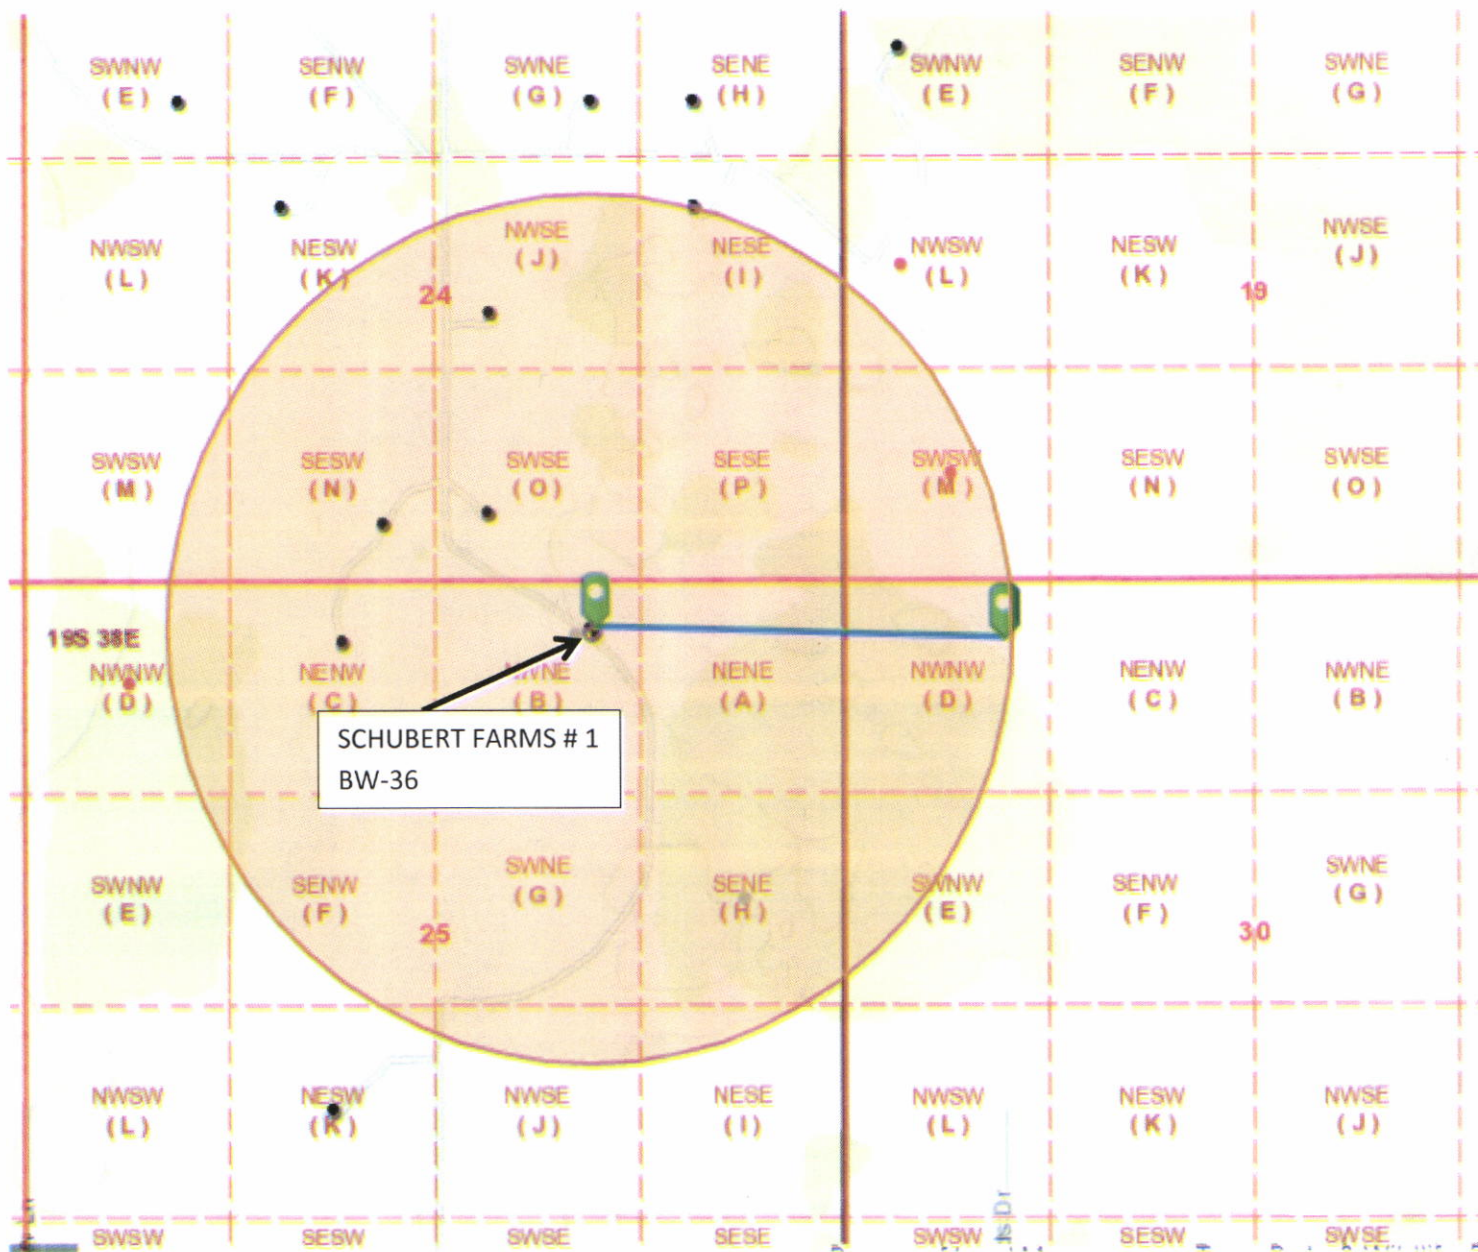 SWNW SENW SWNE SENE SWNW SENW SWNE
(E) (F) (G) (H) (E) (F) (G)
NWSW NESW NWSE NESE NWSW NESW NWSE
(L) (K) (J) (I) (L) (K) (J)
24 19
SWSW SESW SWSE SESE SWSW SESW SWSE
(M) (N) (O) (P) (M) (N) (O)
19S 38E
NWNW NENW NWNE NENE NWNW NENW NWNE
(D) (C) (B) (A) (D) (C) (B)
SCHUBERT FARMS # 1
BW-36
SWNW SENW SWNE SENE SWNW SENW SWNE
(E) (F) (G) (H) (E) (F) (G)
25 30
NWSW NESW NWSE NESE NWSW NESW NWSE
(L) (K) (J) (I) (L) (K) (J)
SWSW SESW SWSE SESE SWSW SESW SWSE